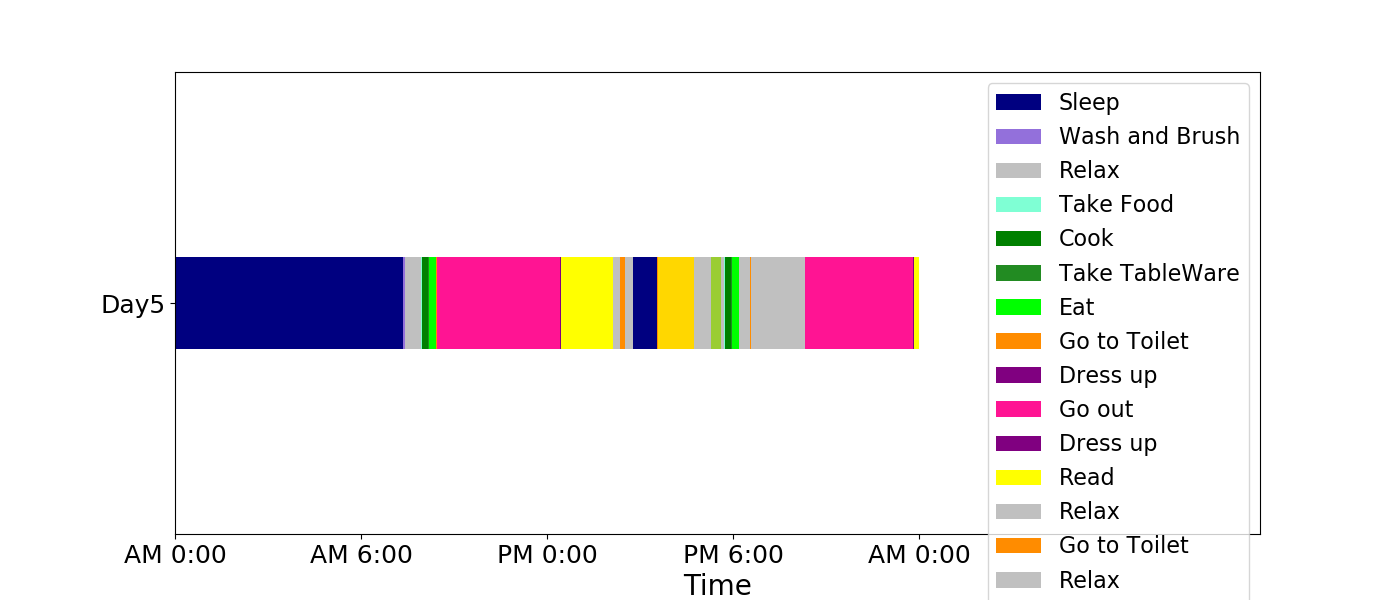 Sleep
Wash and Brush
Relax
Take Food
Cook
Take TableWare
Eat
Go to Toilet
Dress up
Go out
Dress up
Read
Relax
Go to Toilet
Relax
Day5
AM 0:00 AM 6:00 PM 0:00 PM 6:00 AM 0:00
Time